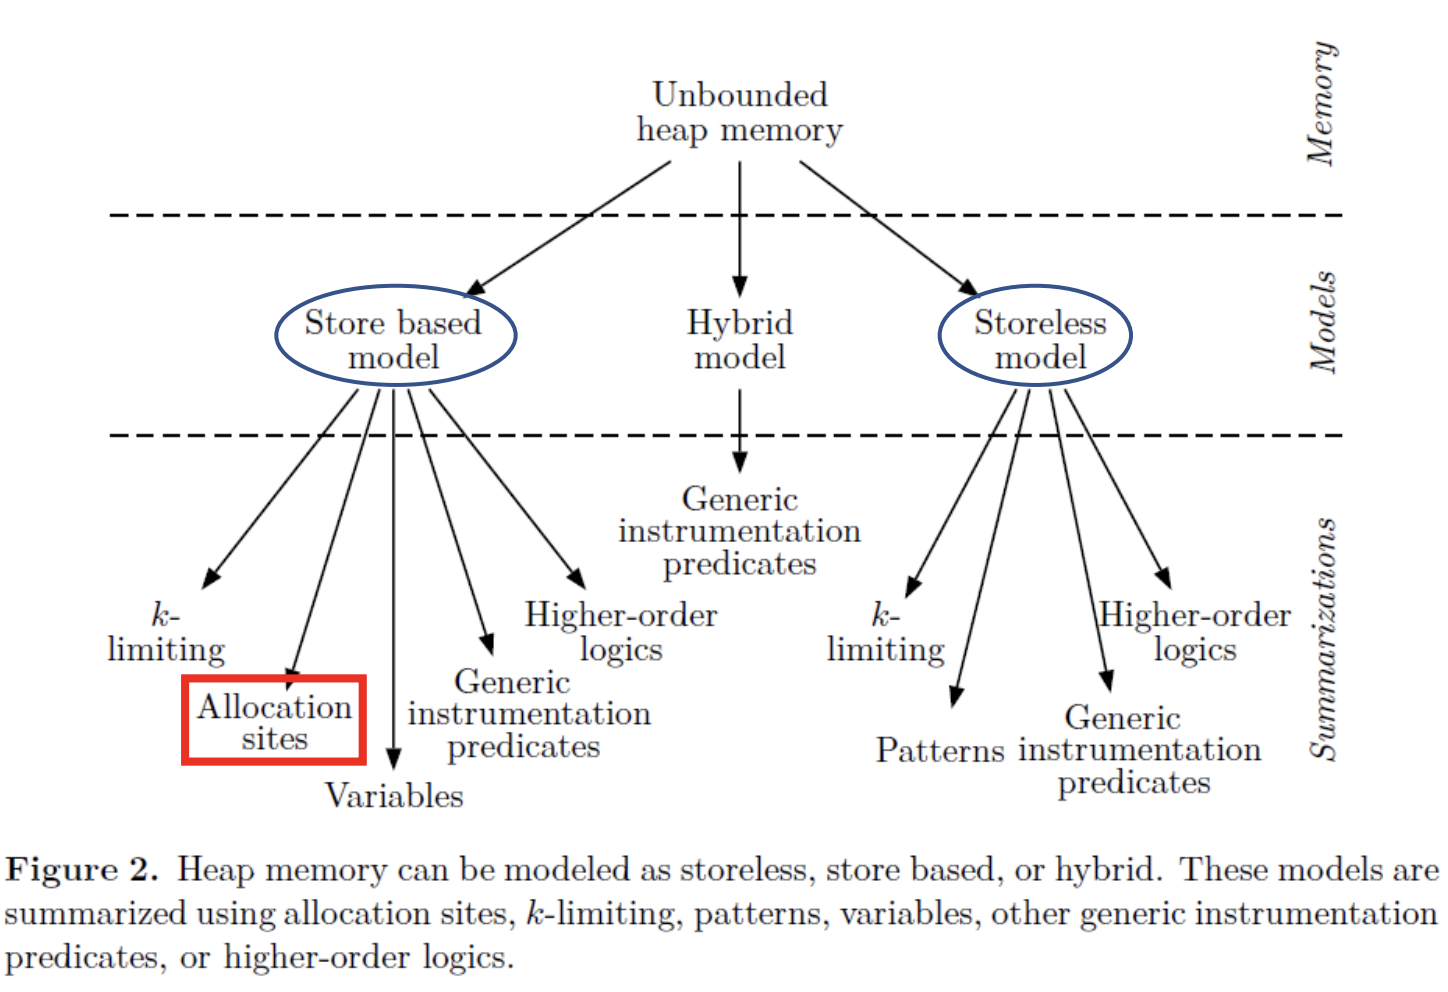 Unbounded
heap memory
Memory
Store based
model
Hybrid
model
Storeless
model
Models
k-
limiting
Allocation
sites
Variables
Generic
instrumentation
predicates
Higher-order
logics
Generic
instrumentation
predicates
k-
limiting
Patterns
Generic
instrumentation
predicates
Higher-order
logics
Summarizations
Figure 2. Heap memory can be modeled as storeless, store based, or hybrid. These models are
summarized using allocation sites, k-limiting, patterns, variables, other generic instrumentation
predicates, or higher-order logics.